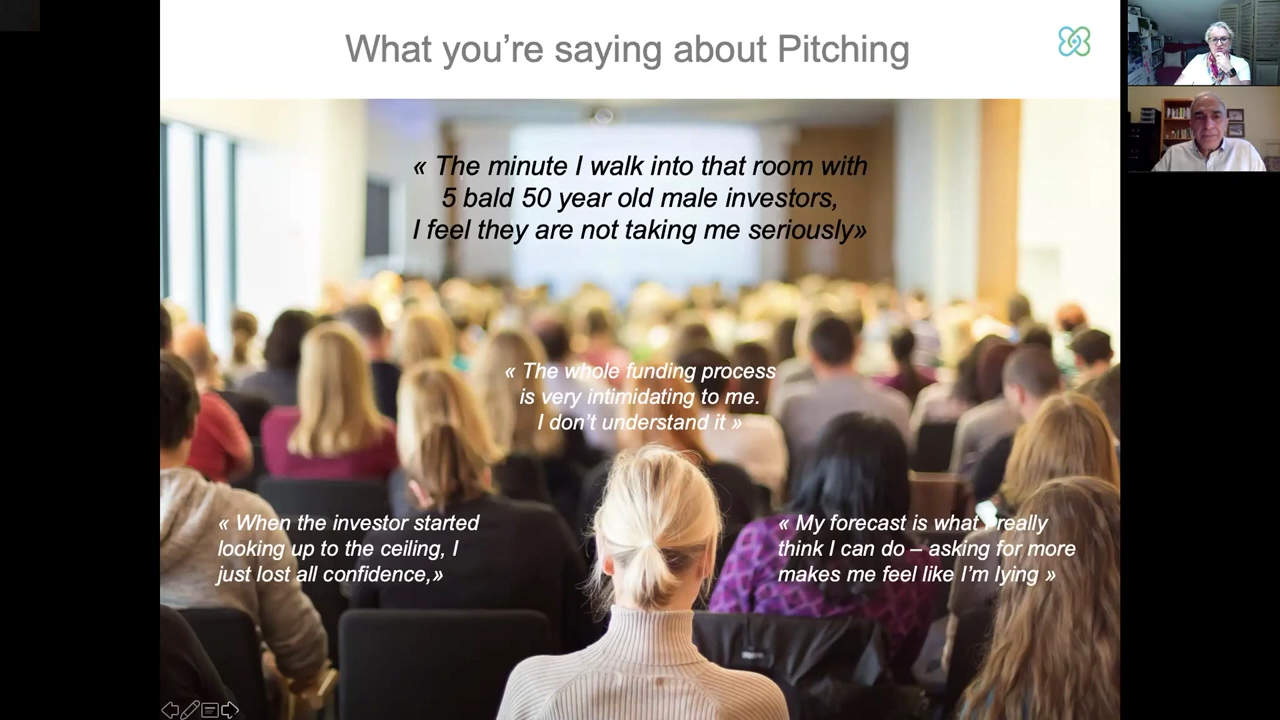 What you’re saying about Pitching
« The minute I walk into that room with
5 bald 50 year old male investors,
I feel they are not taking me seriously»
« The whole funding process
is very intimidating to me.
I don’t understand it »
« When the investor started
looking up to the ceiling, I
just lost all confidence,»
« My forecast is what I really
think I can do – asking for more
makes me feel like I’m lying »